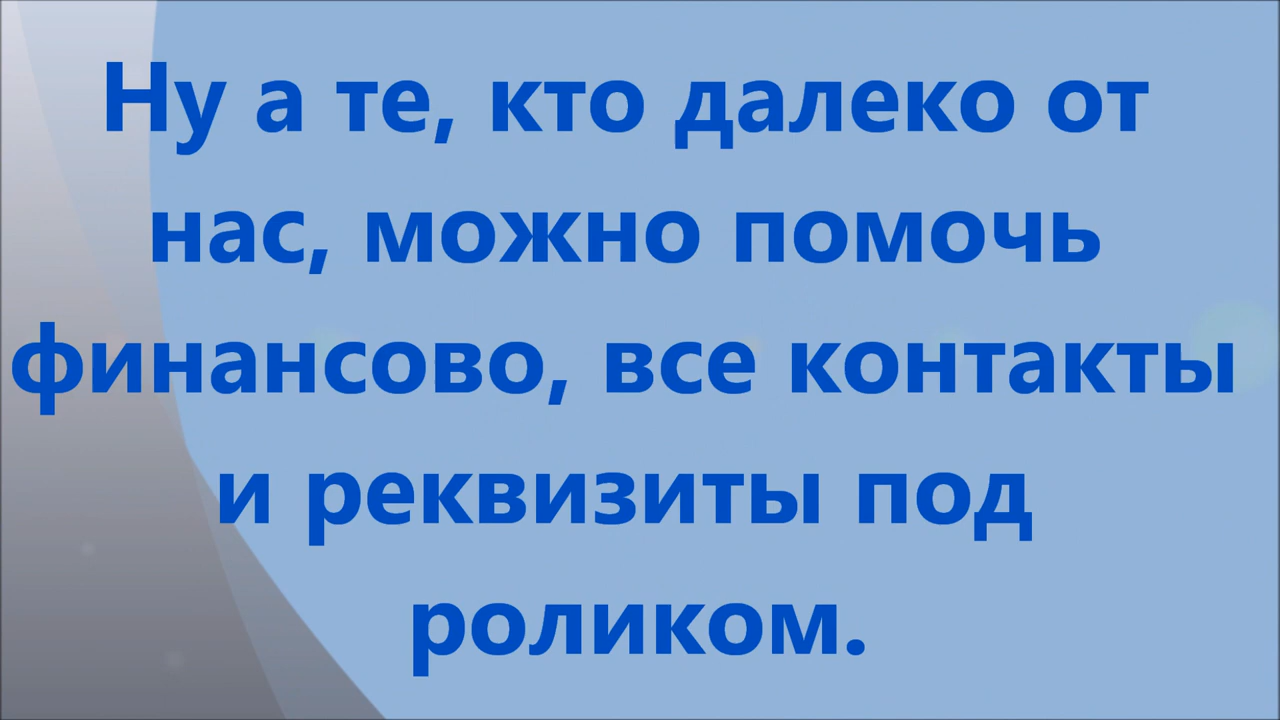 Ну а те, кто далеко от
нас, можно помочь
финансово, все контакты
и реквизиты под
роликом.